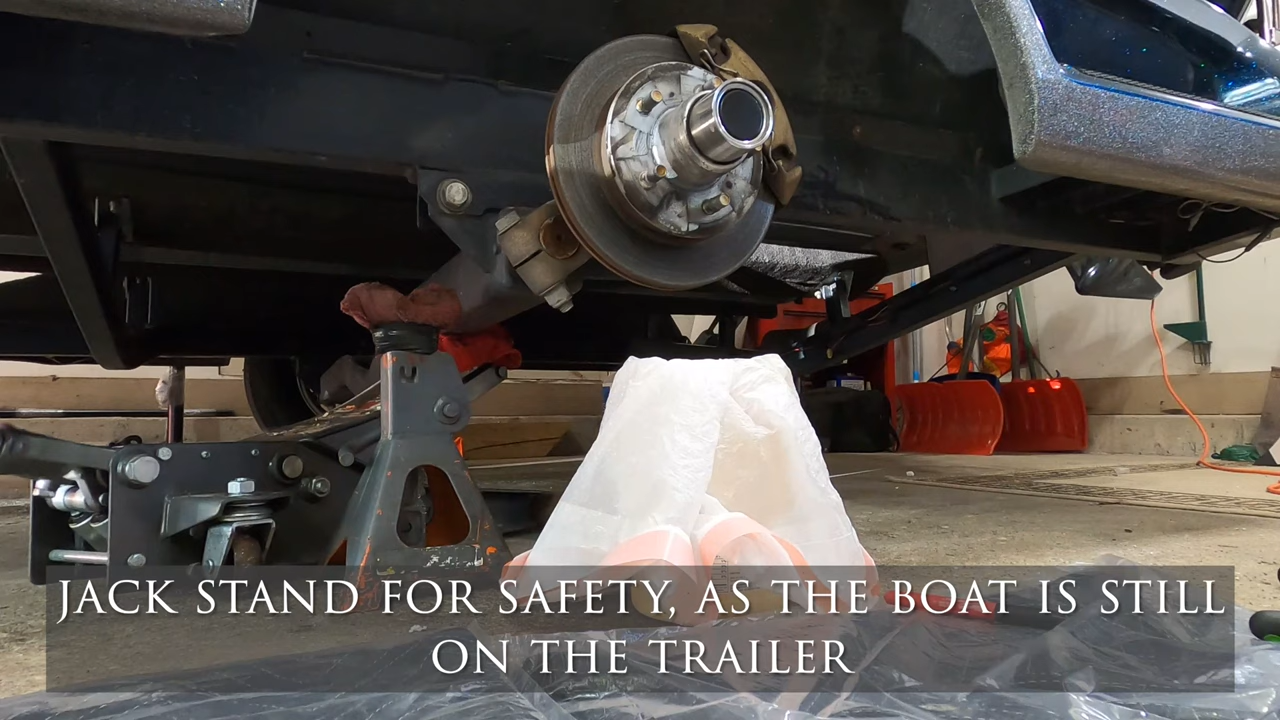 JACK STAND FOR SAFETY, AS THE BOAT IS STILL
ON THE TRAILER